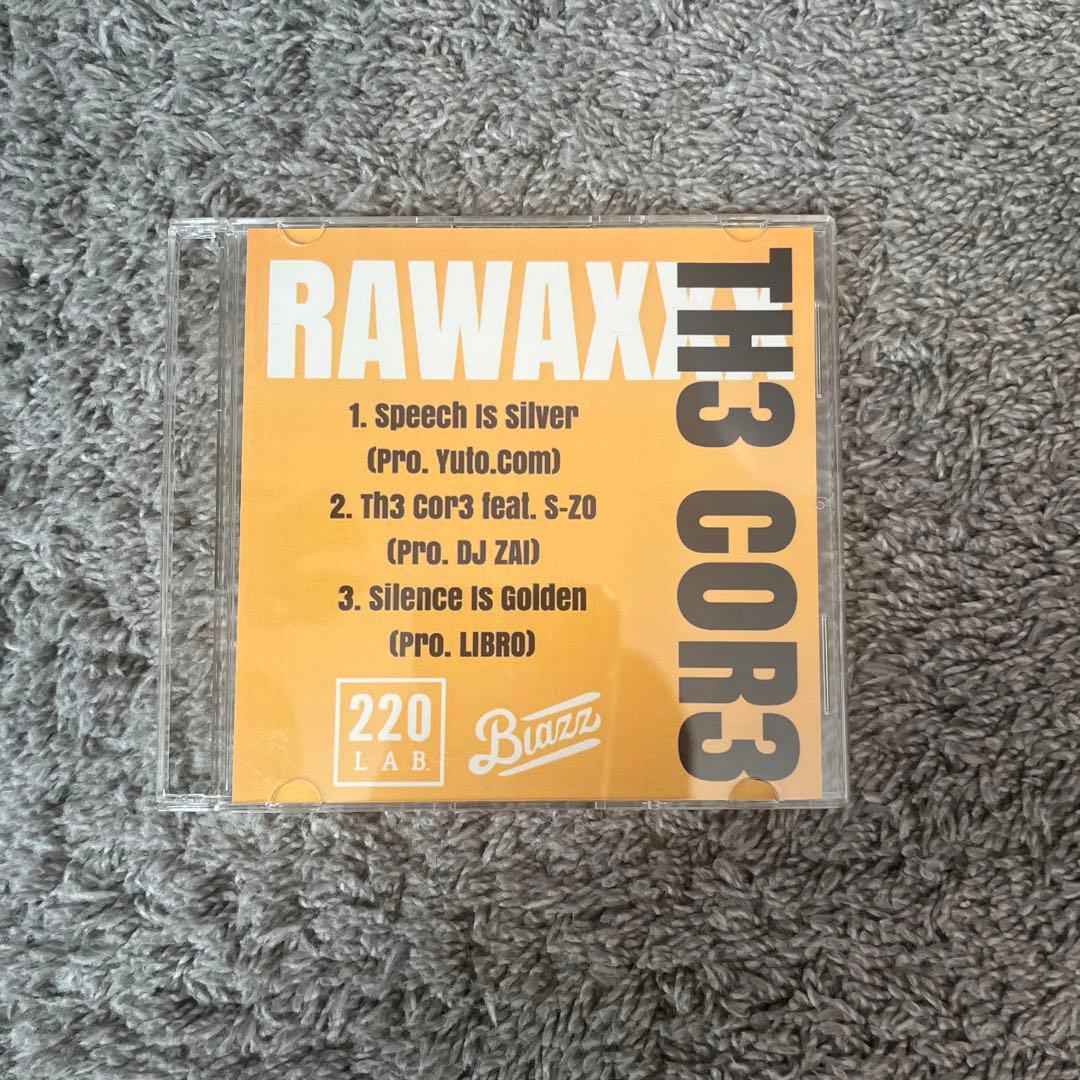 RAWAXXX
TH3 COR3
1. Speech Is Silver
(Pro. Yuto.com)
2. Th3 Cor3 feat. S-ZO
(Pro. DJ ZAI)
3. Silence Is Golden
(Pro. LIBRO)
220
LAB.
Blazz